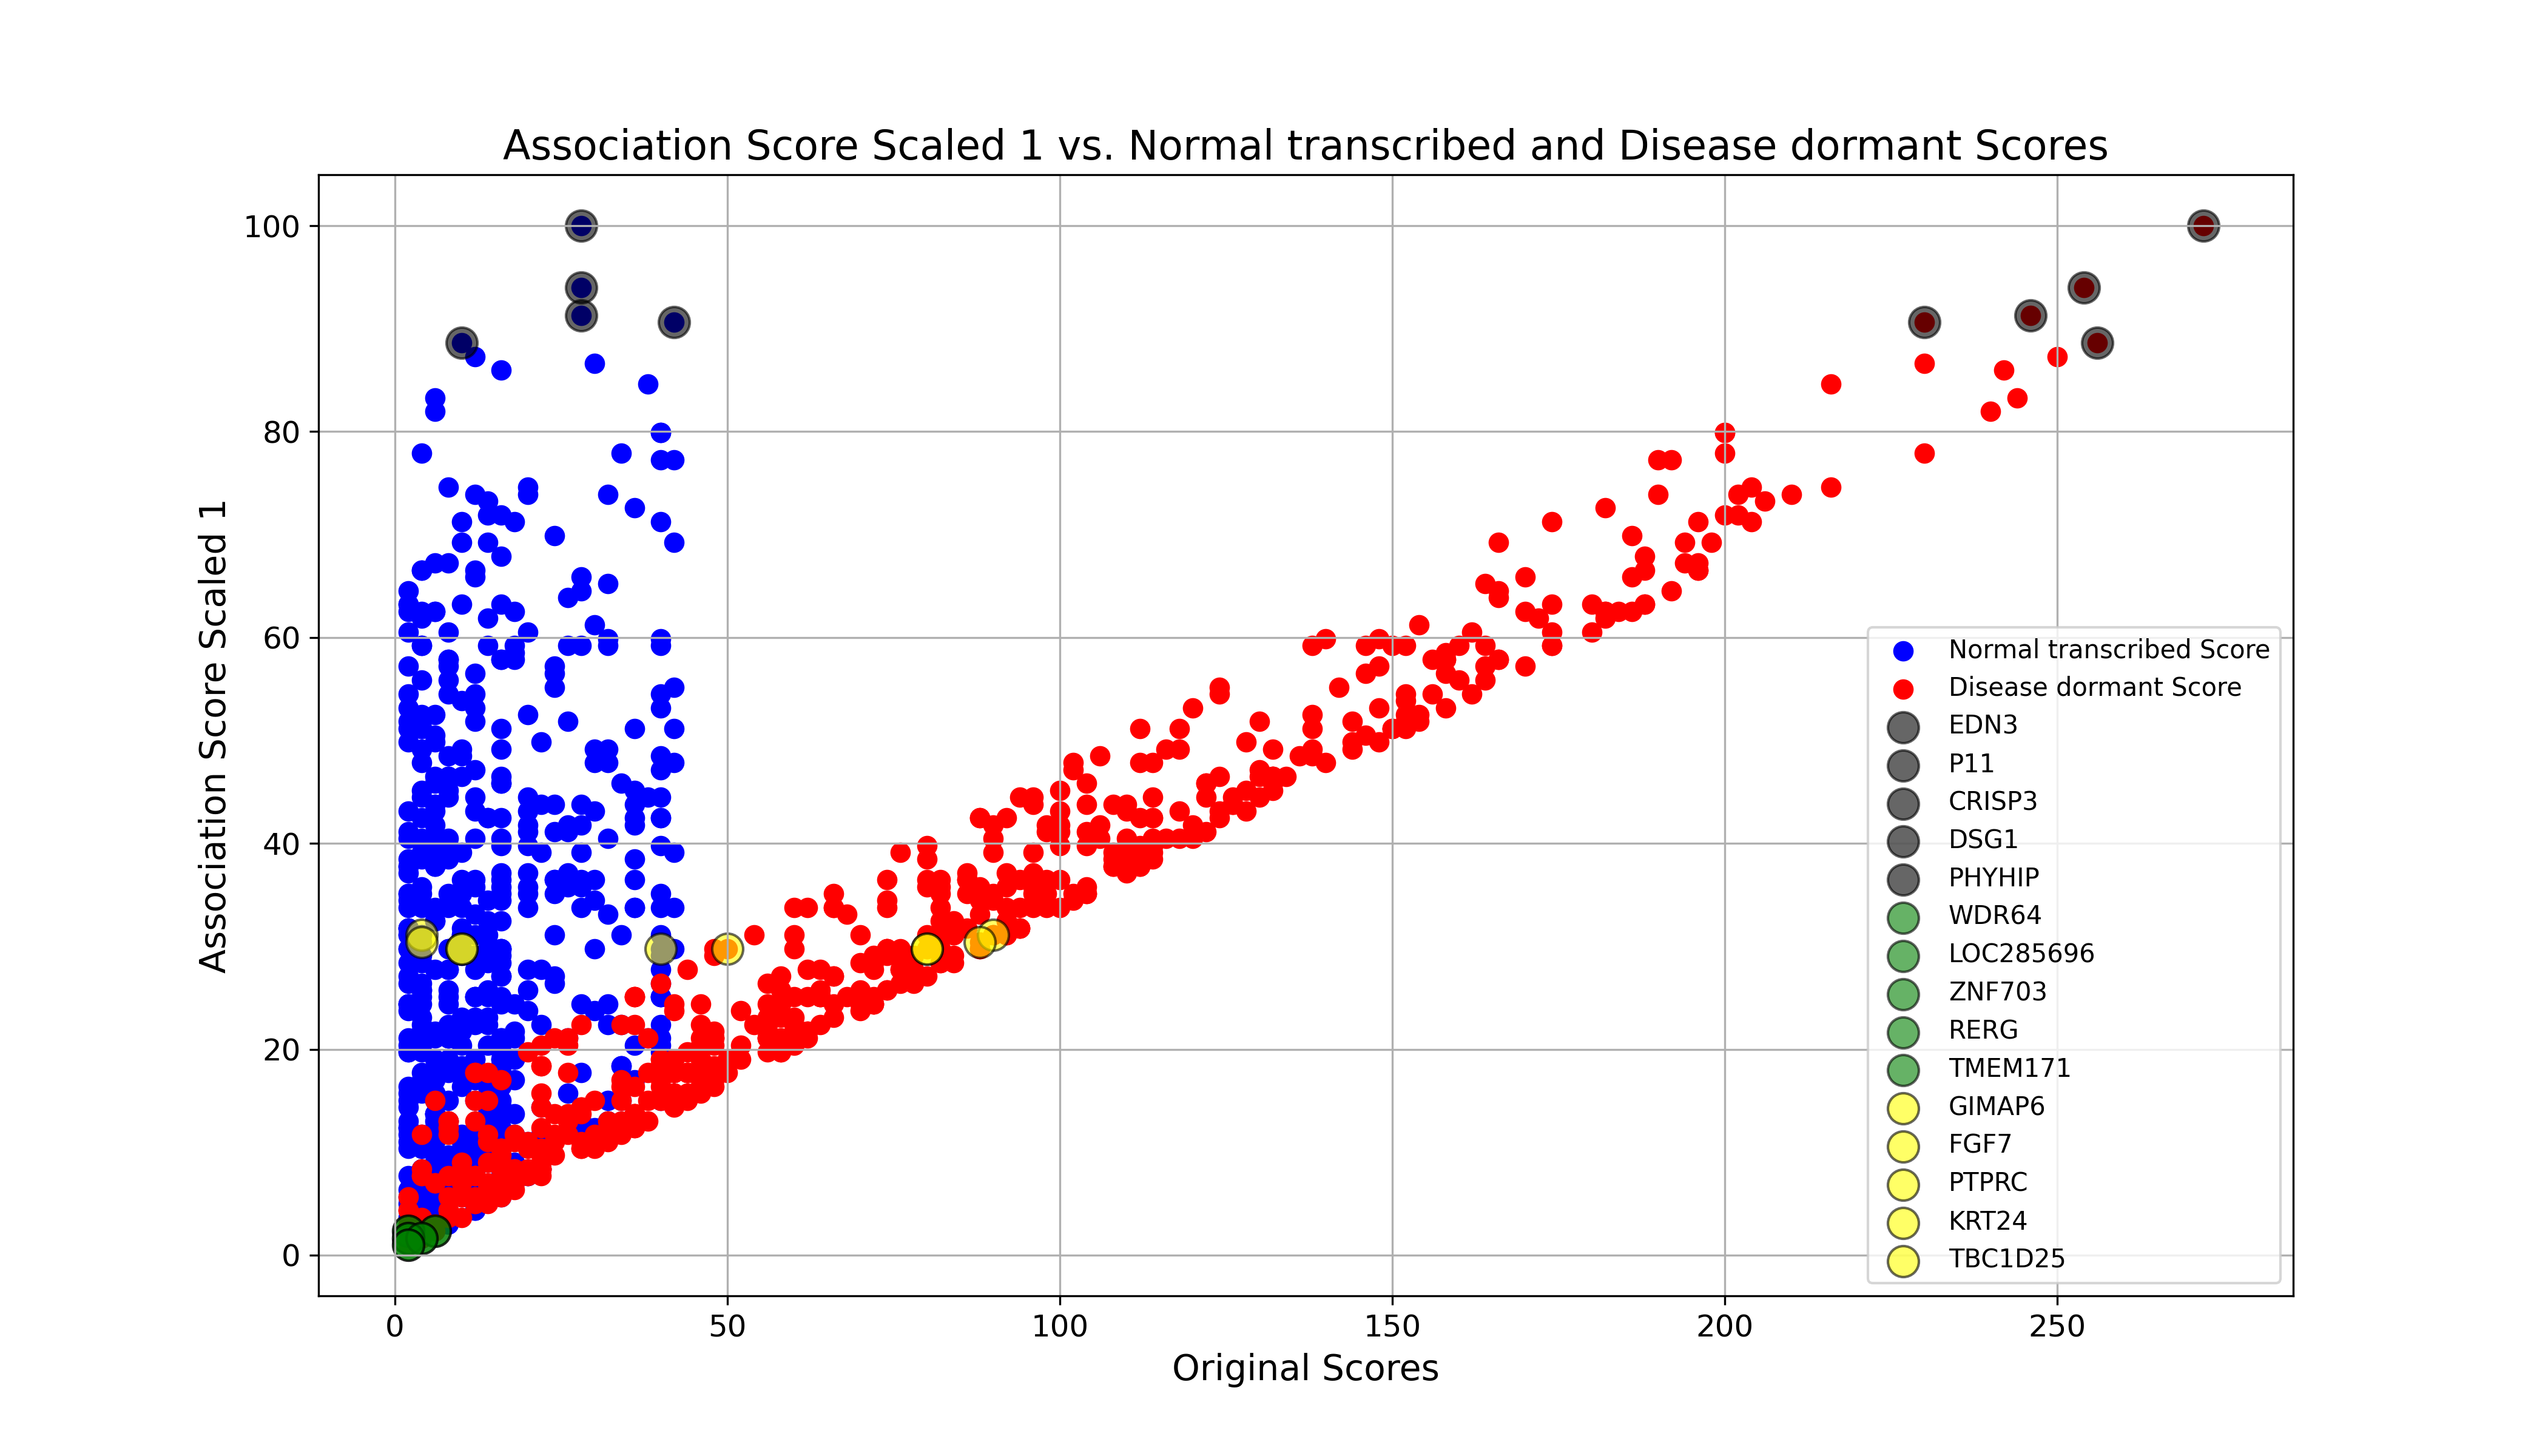 Association Score Scaled 1 vs. Normal transcribed and Disease dormant Scores
Association Score Scaled 1
100
80
60
40
20
0
0 50 100 150 200 250
Original Scores
Normal transcribed Score
Disease dormant Score
EDN3
P11
CRISP3
DSG1
PHYHIP
WDR64
LOC285696
ZNF703
RERG
TMEM171
GIMAP6
FGF7
PTPRC
KRT24
TBC1D25